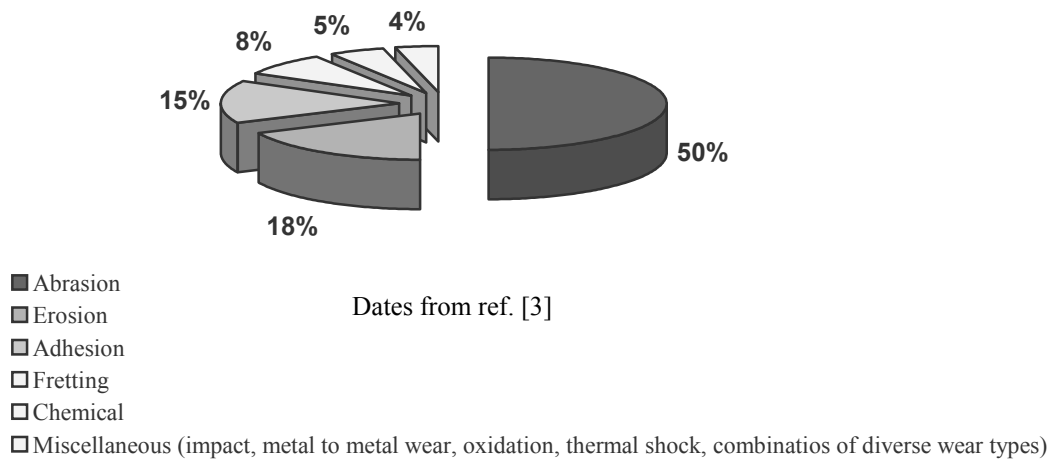 4%
5%
8%
15%
50%
18%
Abrasion
Dates from ref. [3]
Erosion
Adhesion
Fretting
Chemical
Miscellaneous (impact, metal to metal wear, oxidation, thermal shock, combinatios of diverse wear types)